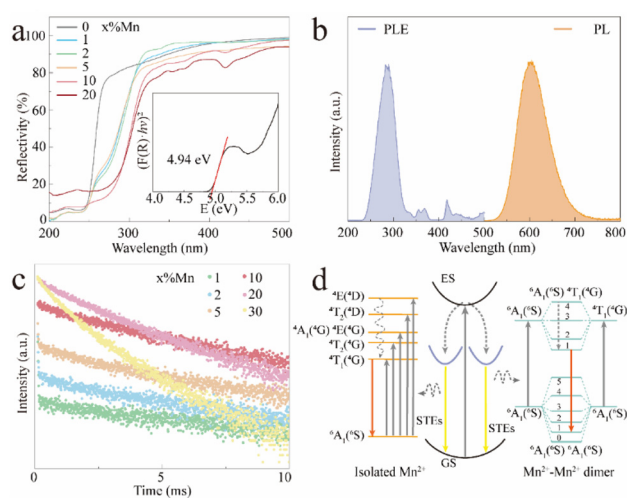 a
x%Mn
0
1
2
5
10
20
Reflectivity (%)
100
80
60
40
20
0
200
300
400
500
Wavelength (nm)
(F(R)·hν)²
4.94 eV
4.0
4.5
5.0
5.5
6.0
E (eV)
b
PLE
PL
Intensity (a.u.)
200
300
400
500
600
700
800
Wavelength (nm)
c
x%Mn
1
10
2
20
5
30
Intensity (a.u.)
0
5
10
Time (ms)
d
ES
⁴E(⁴D)
⁴T₂(⁴D)
⁴A₁(⁴G) ⁴E(⁴G)
⁴T₂(⁴G)
⁴T₁(⁴G)
⁶A₁(⁶S)
STEs
STEs
GS
Isolated Mn²⁺
⁶A₁(⁶S) ⁴T₁(⁴G)
⁶A₁(⁶S)
4
3
2
1
⁴T₁(⁴G)
⁶A₁(⁶S)
5
4
3
2
1
0
⁶A₁(⁶S)
⁶A₁(⁶S) ⁶A₁(⁶S)
Mn²⁺-Mn²⁺ dimer